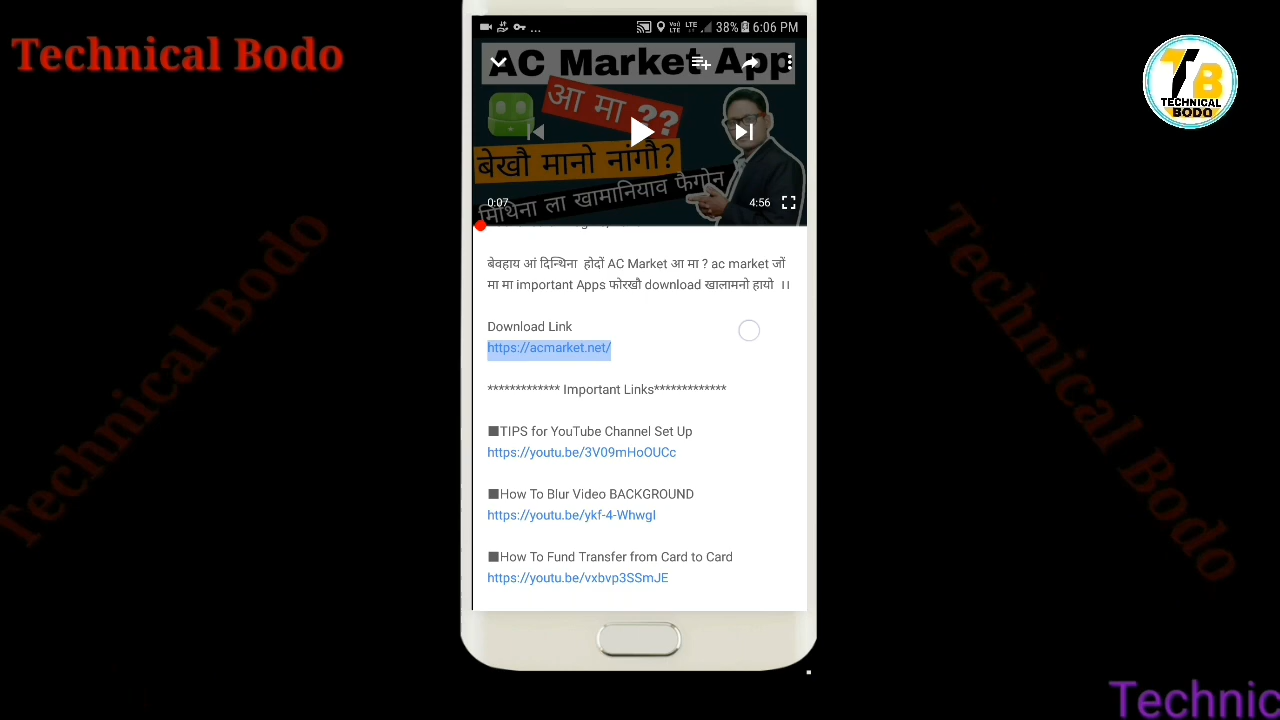 Technical Bodo
TECHNICAL
BODO
38% 6:06 PM
AC Market App
आ मा ??
बेखौ मानो नांगौ?
मिथिना ला खामानियाव फैगोन
0:07
4:56
बेवहाय आं दिन्थिना होदों AC Market आ मा ? ac market जों
मा मा important Apps फोरखौ download खालामनो हायो ।।
Download Link
https://acmarket.net/
************* Important Links*************
■TIPS for YouTube Channel Set Up
https://youtu.be/3V09mHoOUCc
■How To Blur Video BACKGROUND
https://youtu.be/ykf-4-WhwgI
■How To Fund Transfer from Card to Card
https://youtu.be/vxbvp3SSmJE
Technical Bodo
Technical Bodo
Technic